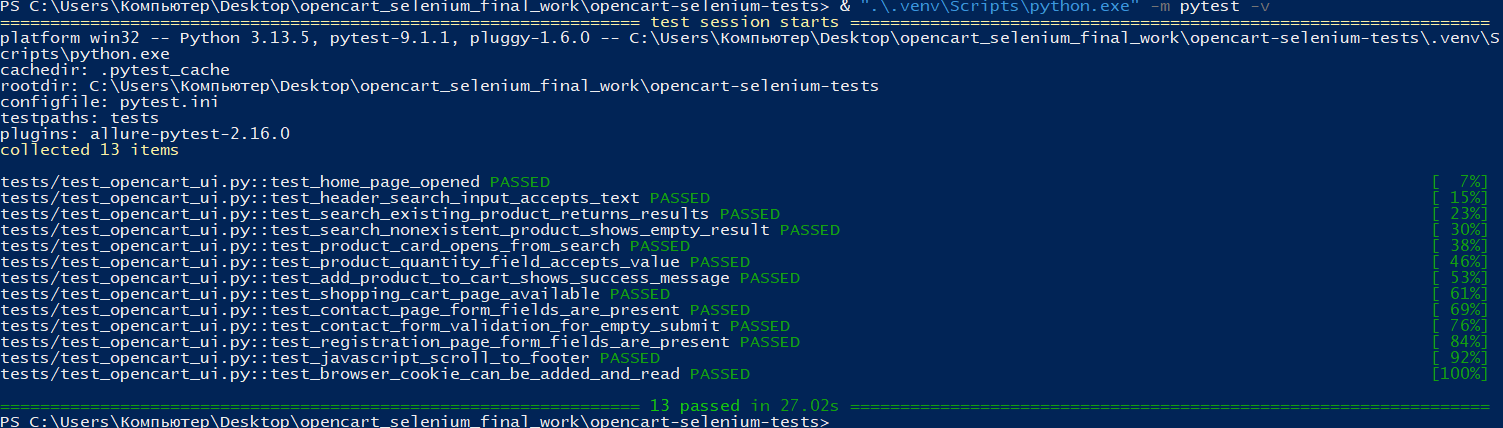 PS C:\Users\Компьютер\Desktop\opencart_selenium_final_work\opencart-selenium-tests> & ".\.venv\Scripts\python.exe" -m pytest -v
================================================================ test session starts ================================================================
platform win32 -- Python 3.13.5, pytest-9.1.1, pluggy-1.6.0 -- C:\Users\Компьютер\Desktop\opencart_selenium_final_work\opencart-selenium-tests\.venv\S
cripts\python.exe
cachedir: .pytest_cache
rootdir: C:\Users\Компьютер\Desktop\opencart_selenium_final_work\opencart-selenium-tests
configfile: pytest.ini
testpaths: tests
plugins: allure-pytest-2.16.0
collected 13 items
tests/test_opencart_ui.py::test_home_page_opened PASSED [  7%]
tests/test_opencart_ui.py::test_header_search_input_accepts_text PASSED [ 15%]
tests/test_opencart_ui.py::test_search_existing_product_returns_results PASSED [ 23%]
tests/test_opencart_ui.py::test_search_nonexistent_product_shows_empty_result PASSED [ 30%]
tests/test_opencart_ui.py::test_product_card_opens_from_search PASSED [ 38%]
tests/test_opencart_ui.py::test_product_quantity_field_accepts_value PASSED [ 46%]
tests/test_opencart_ui.py::test_add_product_to_cart_shows_success_message PASSED [ 53%]
tests/test_opencart_ui.py::test_shopping_cart_page_available PASSED [ 61%]
tests/test_opencart_ui.py::test_contact_page_form_fields_are_present PASSED [ 69%]
tests/test_opencart_ui.py::test_contact_form_validation_for_empty_submit PASSED [ 76%]
tests/test_opencart_ui.py::test_registration_page_form_fields_are_present PASSED [ 84%]
tests/test_opencart_ui.py::test_javascript_scroll_to_footer PASSED [ 92%]
tests/test_opencart_ui.py::test_browser_cookie_can_be_added_and_read PASSED [100%]
================================================================ 13 passed in 27.02s ================================================================
PS C:\Users\Компьютер\Desktop\opencart_selenium_final_work\opencart-selenium-tests>